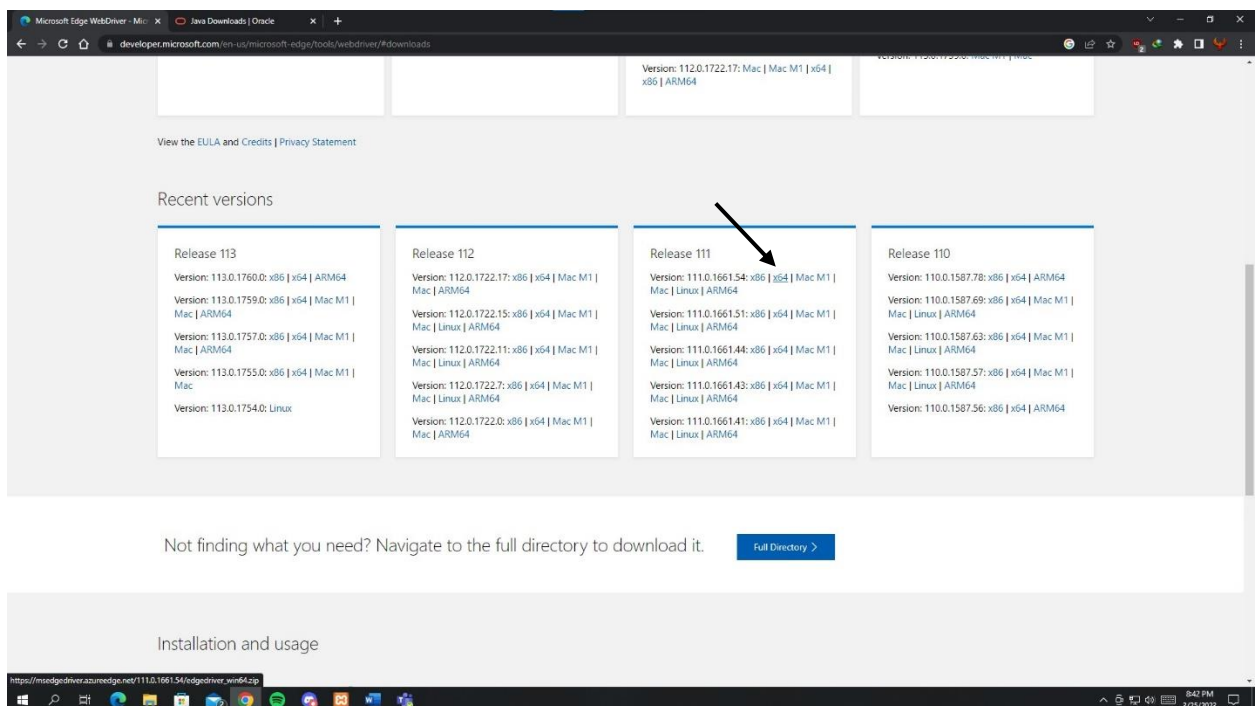 Microsoft Edge WebDriver - Mic
Java Downloads | Oracle
developer.microsoft.com/en-us/microsoft-edge/tools/webdriver/#downloads
Version: 112.0.1722.17: Mac | Mac M1 | x64 |
x86 | ARM64
View the EULA and Credits | Privacy Statement
Recent versions
Release 113
Version: 113.0.1760.0: x86 | x64 | ARM64
Version: 113.0.1759.0: x86 | x64 | Mac M1 |
Mac | ARM64
Version: 113.0.1757.0: x86 | x64 | Mac M1 |
Mac | ARM64
Version: 113.0.1755.0: x86 | x64 | Mac M1 |
Mac
Version: 113.0.1754.0: Linux
Release 112
Version: 112.0.1722.17: x86 | x64 | Mac M1 |
Mac | ARM64
Version: 112.0.1722.15: x86 | x64 | Mac M1 |
Mac | Linux | ARM64
Version: 112.0.1722.11: x86 | x64 | Mac M1 |
Mac | Linux | ARM64
Version: 112.0.1722.7: x86 | x64 | Mac M1 |
Mac | Linux | ARM64
Version: 112.0.1722.0: x86 | x64 | Mac M1 |
Mac | ARM64
Release 111
Version: 111.0.1661.54: x86 | x64 | Mac M1 |
Mac | Linux | ARM64
Version: 111.0.1661.51: x86 | x64 | Mac M1 |
Mac | Linux | ARM64
Version: 111.0.1661.44: x86 | x64 | Mac M1 |
Mac | Linux | ARM64
Version: 111.0.1661.43: x86 | x64 | Mac M1 |
Mac | Linux | ARM64
Version: 111.0.1661.41: x86 | x64 | Mac M1 |
Mac | Linux | ARM64
Release 110
Version: 110.0.1587.78: x86 | x64 | ARM64
Version: 110.0.1587.69: x86 | x64 | Mac M1 |
Mac | Linux | ARM64
Version: 110.0.1587.63: x86 | x64 | Mac M1 |
Mac | Linux | ARM64
Version: 110.0.1587.57: x86 | x64 | Mac M1 |
Mac | Linux | ARM64
Version: 110.0.1587.56: x86 | x64 | ARM64
Not finding what you need? Navigate to the full directory to download it.
Full Directory >
Installation and usage
https://msedgedriver.azureedge.net/111.0.1661.54/edgedriver_win64.zip
8:42 PM